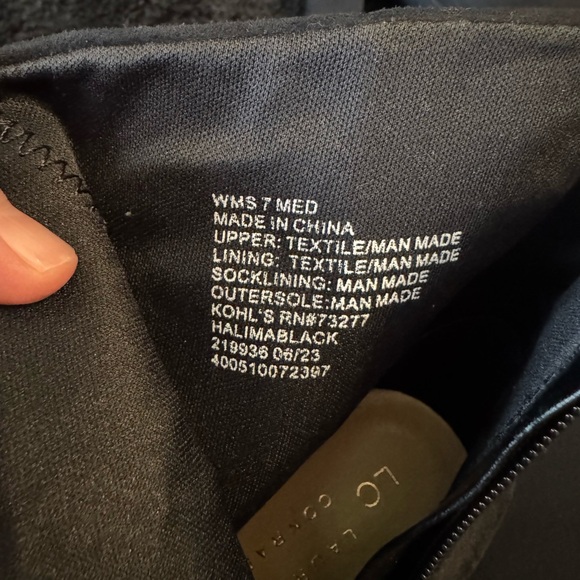 WMS 7 MED
MADE IN CHINA
UPPER: TEXTILE/MAN MADE
LINING: TEXTILE/MAN MADE
SOCKLINING: MAN MADE
OUTERSOLE:MAN MADE
KOHL'S RN#73277
HALIMABLACK
219936 06/23
400510072397
LC